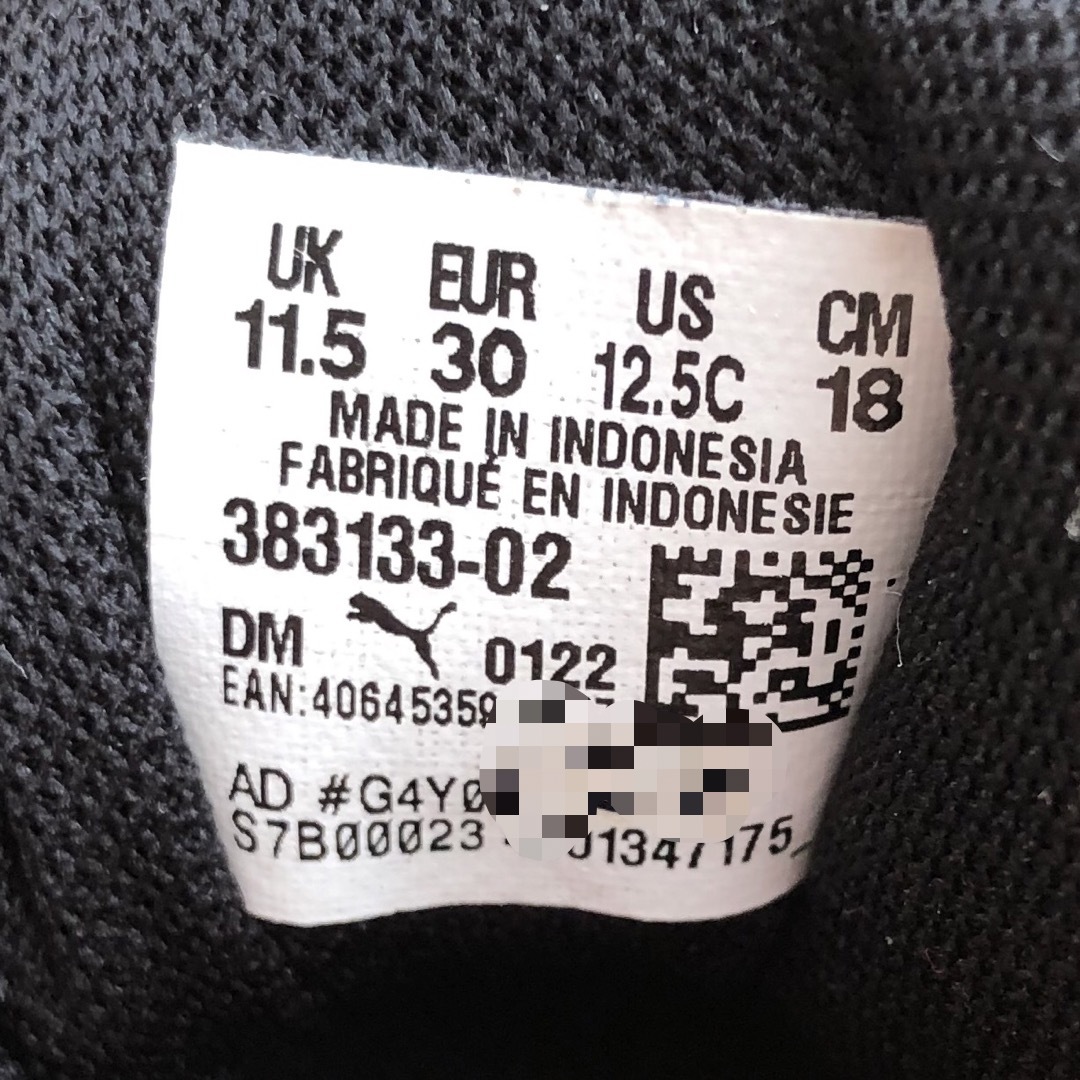 UK EUR US CM
11.5 30 12.5C 18
MADE IN INDONESIA
FABRIQUÉ EN INDONESIE
383133-02
DM 0122
EAN:40645359
AD #G4Y0
S7B00023